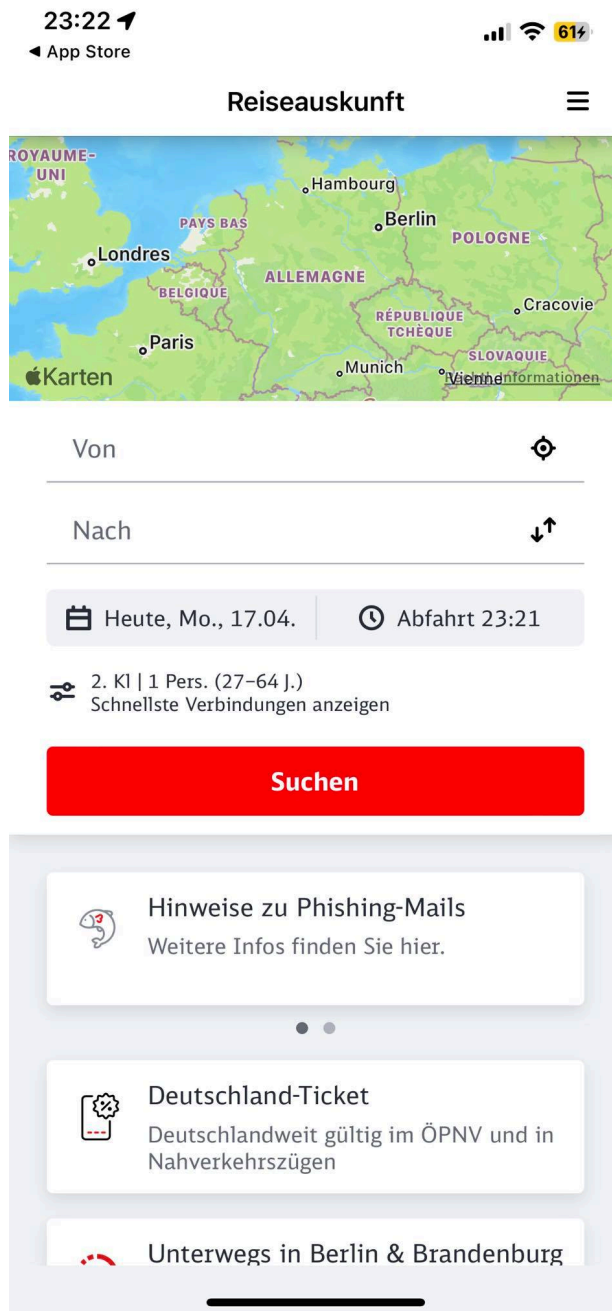 23:22
61
◀ App Store
Reiseauskunft
ROYAUME-
UNI
Hambourg
PAYS BAS
Berlin
POLOGNE
Londres
ALLEMAGNE
BELGIQUE
RÉPUBLIQUE
TCHÈQUE
Cracovie
Paris
SLOVAQUIE
Munich
Karten
Vienne
Informationen
Von
Nach
Heute, Mo., 17.04.
Abfahrt 23:21
2. Kl | 1 Pers. (27–64 J.)
Schnellste Verbindungen anzeigen
Suchen
Hinweise zu Phishing-Mails
Weitere Infos finden Sie hier.
Deutschland-Ticket
Deutschlandweit gültig im ÖPNV und in
Nahverkehrszügen
Unterwegs in Berlin & Brandenburg